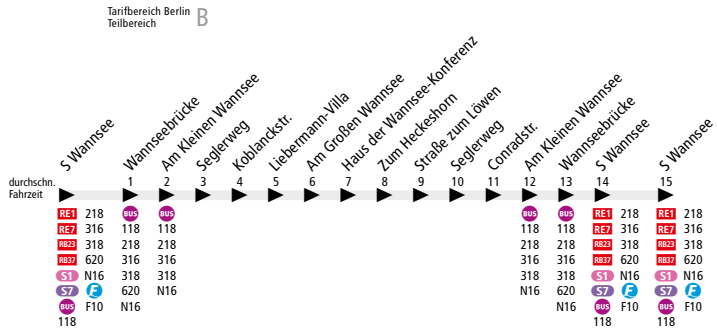 Tarifbereich Berlin B
Teilbereich
S Wannsee
Wannseebrücke
Am Kleinen Wannsee
Seglerweg
Koblanckstr.
Liebermann-Villa
Am Großen Wannsee
Haus der Wannsee-Konferenz
Zum Heckeshorn
Straße zum Löwen
Seglerweg
Conradstr.
Am Kleinen Wannsee
Wannseebrücke
S Wannsee
S Wannsee
durchschn. 1 2 3 4 5 6 7 8 9 10 11 12 13 14 15
Fahrzeit
RE1 218 BUS BUS BUS BUS RE1 218 RE1 218
RE7 316 118 118 118 118 RE7 316 RE7 316
RB23 318 218 218 218 218 RB23 318 RB23 318
RB37 620 316 316 316 316 RB37 620 RB37 620
S1 N16 318 318 318 318 S1 N16 S1 N16
S7 F 620 N16 N16 620 S7 F S7 F
BUS F10 N16 N16 BUS F10 BUS F10
118 118 118